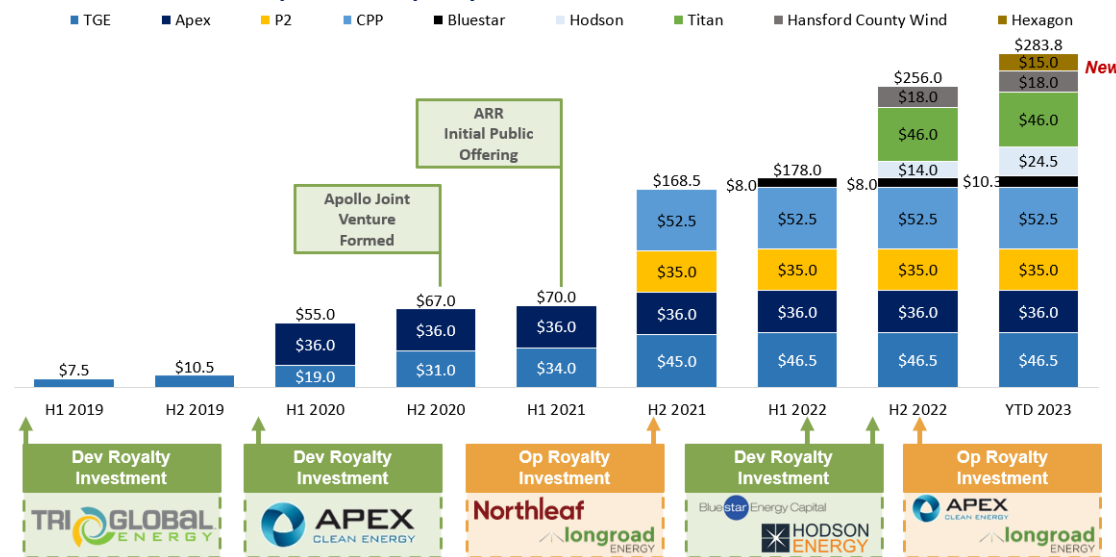 TGE Apex P2 CPP Bluestar Hodson Titan Hansford County Wind Hexagon
$283.8
$15.0
New
$256.0
$18.0
$18.0
ARR
Initial Public
Offering
$46.0
$46.0
$24.5
$14.0
$178.0
$168.5
$8.0
$8.0
$10.3
Apollo Joint
Venture
Formed
$52.5
$52.5
$52.5
$52.5
$35.0
$35.0
$35.0
$35.0
$55.0
$67.0
$70.0
$36.0
$36.0
$36.0
$36.0
$36.0
$36.0
$36.0
$7.5
$10.5
$19.0
$31.0
$34.0
$45.0
$46.5
$46.5
$46.5
H1 2019 H2 2019 H1 2020 H2 2020 H1 2021 H2 2021 H1 2022 H2 2022 YTD 2023
Dev Royalty
Investment
TRI GLOBAL
ENERGY
Dev Royalty
Investment
APEX
CLEAN ENERGY
Op Royalty
Investment
Northleaf
longroad
ENERGY
Dev Royalty
Investment
Bluestar Energy Capital
HODSON
ENERGY
Op Royalty
Investment
APEX
CLEAN ENERGY
longroad
ENERGY